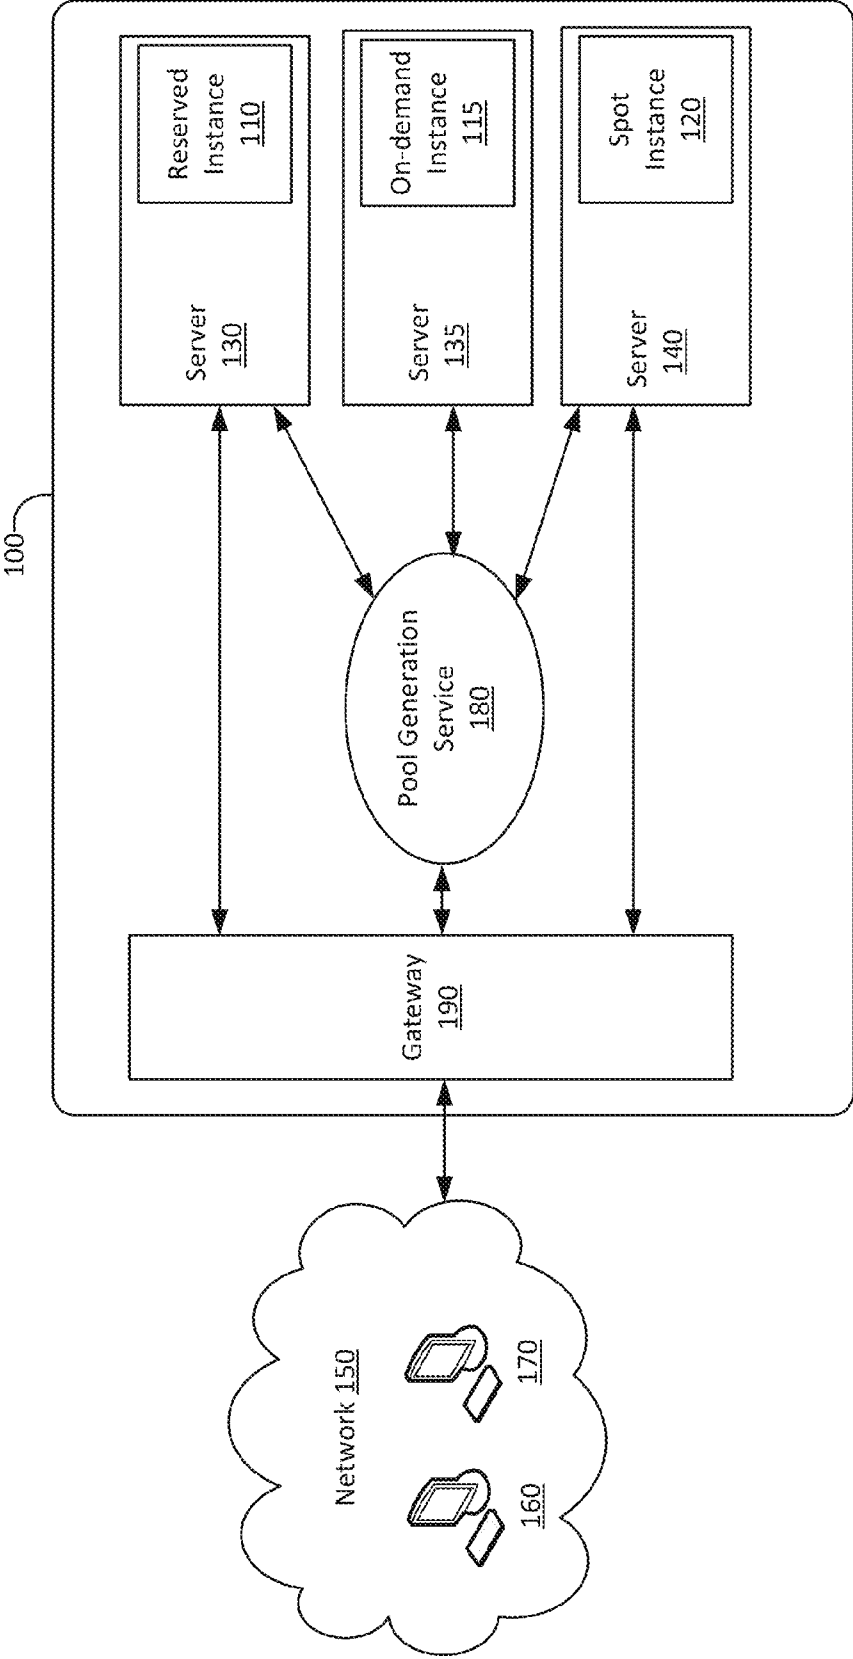 100
Reserved
Instance
110
Server
130
On-demand
Instance
115
Server
135
Spot
Instance
120
Server
140
Pool Generation
Service
180
Gateway
190
Network 150
160
170